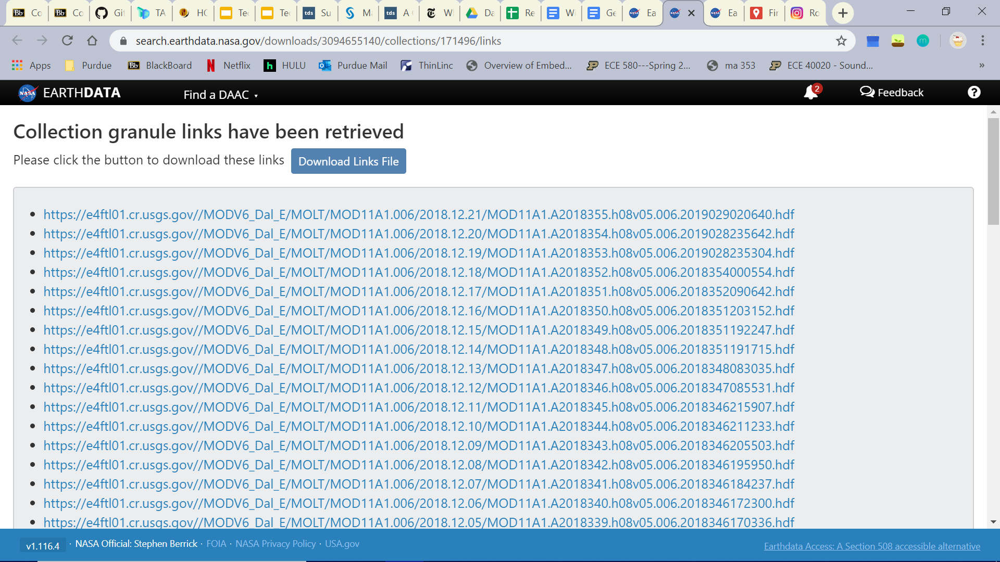 Co Co Git TA HC Tec Tec tds Su M tds A W Da Re W Ge Ea Ea Fir Ro
search.earthdata.nasa.gov/downloads/3094655140/collections/171496/links
Apps Purdue Bb BlackBoard Netflix h HULU Purdue Mail ThinLinc Overview of Embed... ECE 580---Spring 2... ma 353 ECE 40020 - Sound... »
NASA EARTHDATA Find a DAAC 2 Feedback ?
Collection granule links have been retrieved
Please click the button to download these links Download Links File
https://e4ftl01.cr.usgs.gov//MODV6_Dal_E/MOLT/MOD11A1.006/2018.12.21/MOD11A1.A2018355.h08v05.006.2019029020640.hdf
https://e4ftl01.cr.usgs.gov//MODV6_Dal_E/MOLT/MOD11A1.006/2018.12.20/MOD11A1.A2018354.h08v05.006.2019028235642.hdf
https://e4ftl01.cr.usgs.gov//MODV6_Dal_E/MOLT/MOD11A1.006/2018.12.19/MOD11A1.A2018353.h08v05.006.2019028235304.hdf
https://e4ftl01.cr.usgs.gov//MODV6_Dal_E/MOLT/MOD11A1.006/2018.12.18/MOD11A1.A2018352.h08v05.006.2018354000554.hdf
https://e4ftl01.cr.usgs.gov//MODV6_Dal_E/MOLT/MOD11A1.006/2018.12.17/MOD11A1.A2018351.h08v05.006.2018352090642.hdf
https://e4ftl01.cr.usgs.gov//MODV6_Dal_E/MOLT/MOD11A1.006/2018.12.16/MOD11A1.A2018350.h08v05.006.2018351203152.hdf
https://e4ftl01.cr.usgs.gov//MODV6_Dal_E/MOLT/MOD11A1.006/2018.12.15/MOD11A1.A2018349.h08v05.006.2018351192247.hdf
https://e4ftl01.cr.usgs.gov//MODV6_Dal_E/MOLT/MOD11A1.006/2018.12.14/MOD11A1.A2018348.h08v05.006.2018351191715.hdf
https://e4ftl01.cr.usgs.gov//MODV6_Dal_E/MOLT/MOD11A1.006/2018.12.13/MOD11A1.A2018347.h08v05.006.2018348083035.hdf
https://e4ftl01.cr.usgs.gov//MODV6_Dal_E/MOLT/MOD11A1.006/2018.12.12/MOD11A1.A2018346.h08v05.006.2018347085531.hdf
https://e4ftl01.cr.usgs.gov//MODV6_Dal_E/MOLT/MOD11A1.006/2018.12.11/MOD11A1.A2018345.h08v05.006.2018346215907.hdf
https://e4ftl01.cr.usgs.gov//MODV6_Dal_E/MOLT/MOD11A1.006/2018.12.10/MOD11A1.A2018344.h08v05.006.2018346211233.hdf
https://e4ftl01.cr.usgs.gov//MODV6_Dal_E/MOLT/MOD11A1.006/2018.12.09/MOD11A1.A2018343.h08v05.006.2018346205503.hdf
https://e4ftl01.cr.usgs.gov//MODV6_Dal_E/MOLT/MOD11A1.006/2018.12.08/MOD11A1.A2018342.h08v05.006.2018346195950.hdf
https://e4ftl01.cr.usgs.gov//MODV6_Dal_E/MOLT/MOD11A1.006/2018.12.07/MOD11A1.A2018341.h08v05.006.2018346184237.hdf
https://e4ftl01.cr.usgs.gov//MODV6_Dal_E/MOLT/MOD11A1.006/2018.12.06/MOD11A1.A2018340.h08v05.006.2018346172300.hdf
https://e4ftl01.cr.usgs.gov//MODV6_Dal_E/MOLT/MOD11A1.006/2018.12.05/MOD11A1.A2018339.h08v05.006.2018346170336.hdf
v1.116.4 · NASA Official: Stephen Berrick · FOIA · NASA Privacy Policy · USA.gov Earthdata Access: A Section 508 accessible alternative